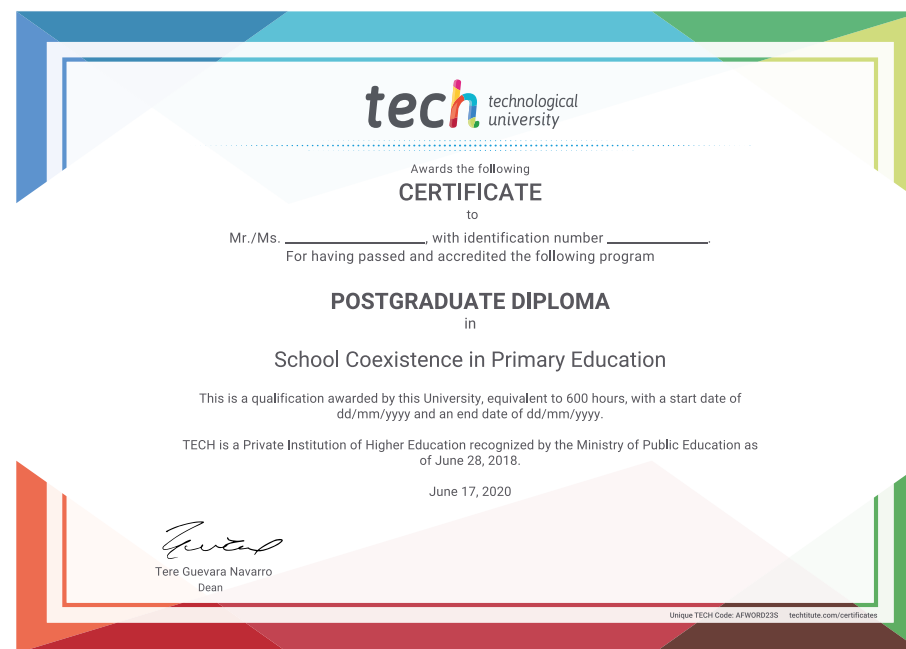 tech technological
university
Awards the following
CERTIFICATE
to
Mr./Ms. ____________________, with identification number ______________.
For having passed and accredited the following program
POSTGRADUATE DIPLOMA
in
School Coexistence in Primary Education
This is a qualification awarded by this University, equivalent to 600 hours, with a start date of
dd/mm/yyyy and an end date of dd/mm/yyyy.
TECH is a Private Institution of Higher Education recognized by the Ministry of Public Education as
of June 28, 2018.
June 17, 2020
Tere Guevara Navarro
Dean
Unique TECH Code: AFWORD23S techtitute.com/certificates